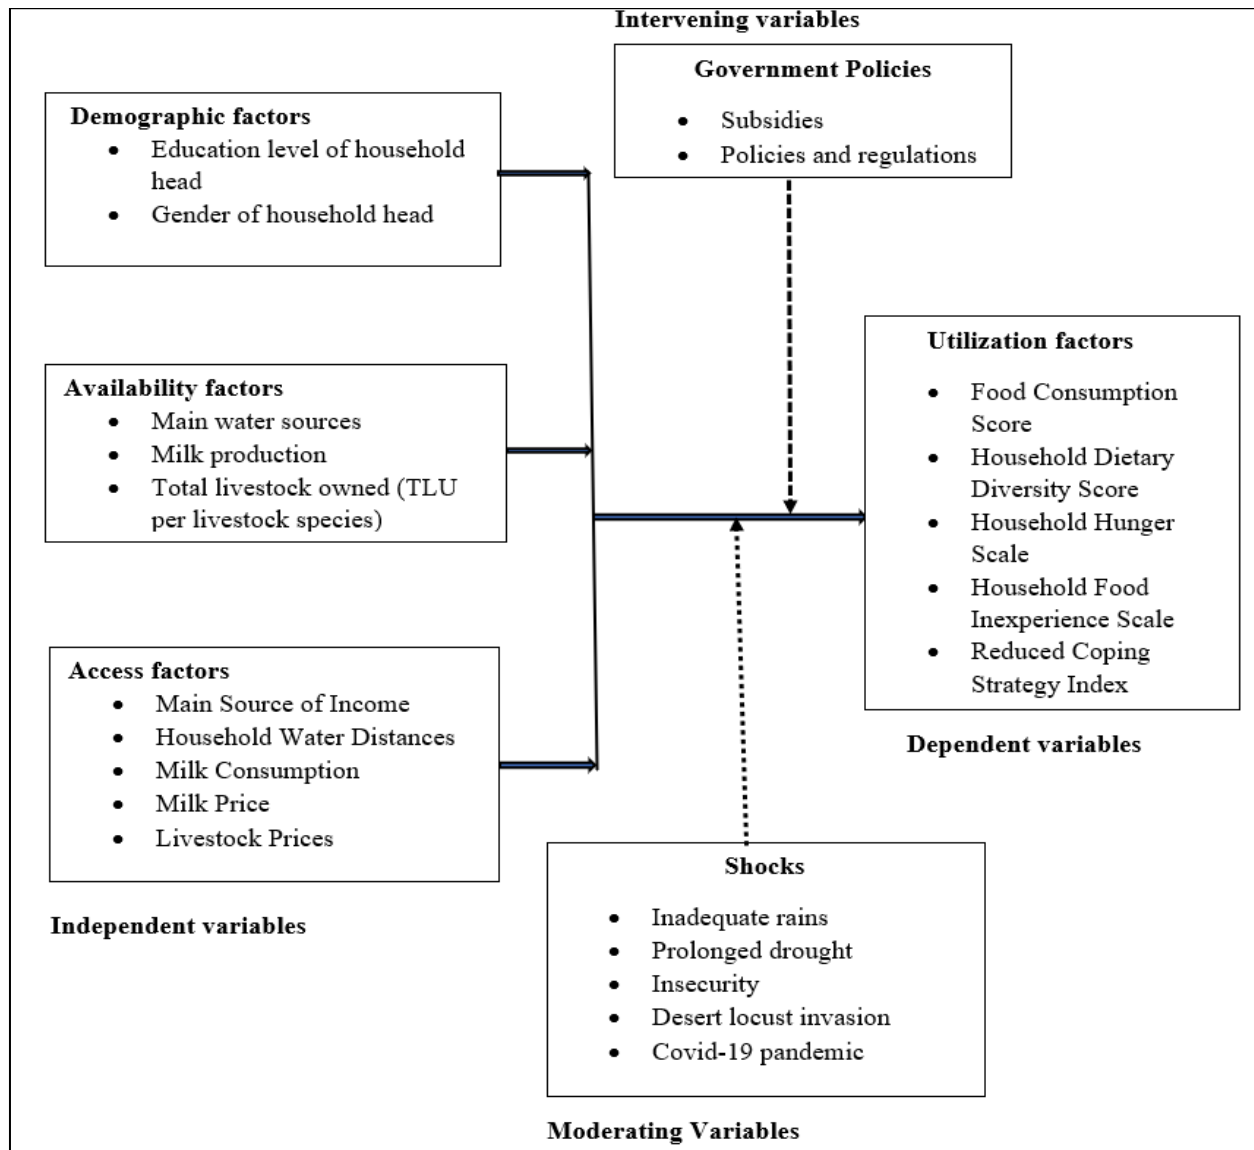 Intervening variables
Government Policies
• Subsidies
• Policies and regulations
Demographic factors
• Education level of household
head
• Gender of household head
Availability factors
• Main water sources
• Milk production
• Total livestock owned (TLU
per livestock species)
Access factors
• Main Source of Income
• Household Water Distances
• Milk Consumption
• Milk Price
• Livestock Prices
Independent variables
Utilization factors
• Food Consumption
Score
• Household Dietary
Diversity Score
• Household Hunger
Scale
• Household Food
Inexperience Scale
• Reduced Coping
Strategy Index
Dependent variables
Shocks
• Inadequate rains
• Prolonged drought
• Insecurity
• Desert locust invasion
• Covid-19 pandemic
Moderating Variables